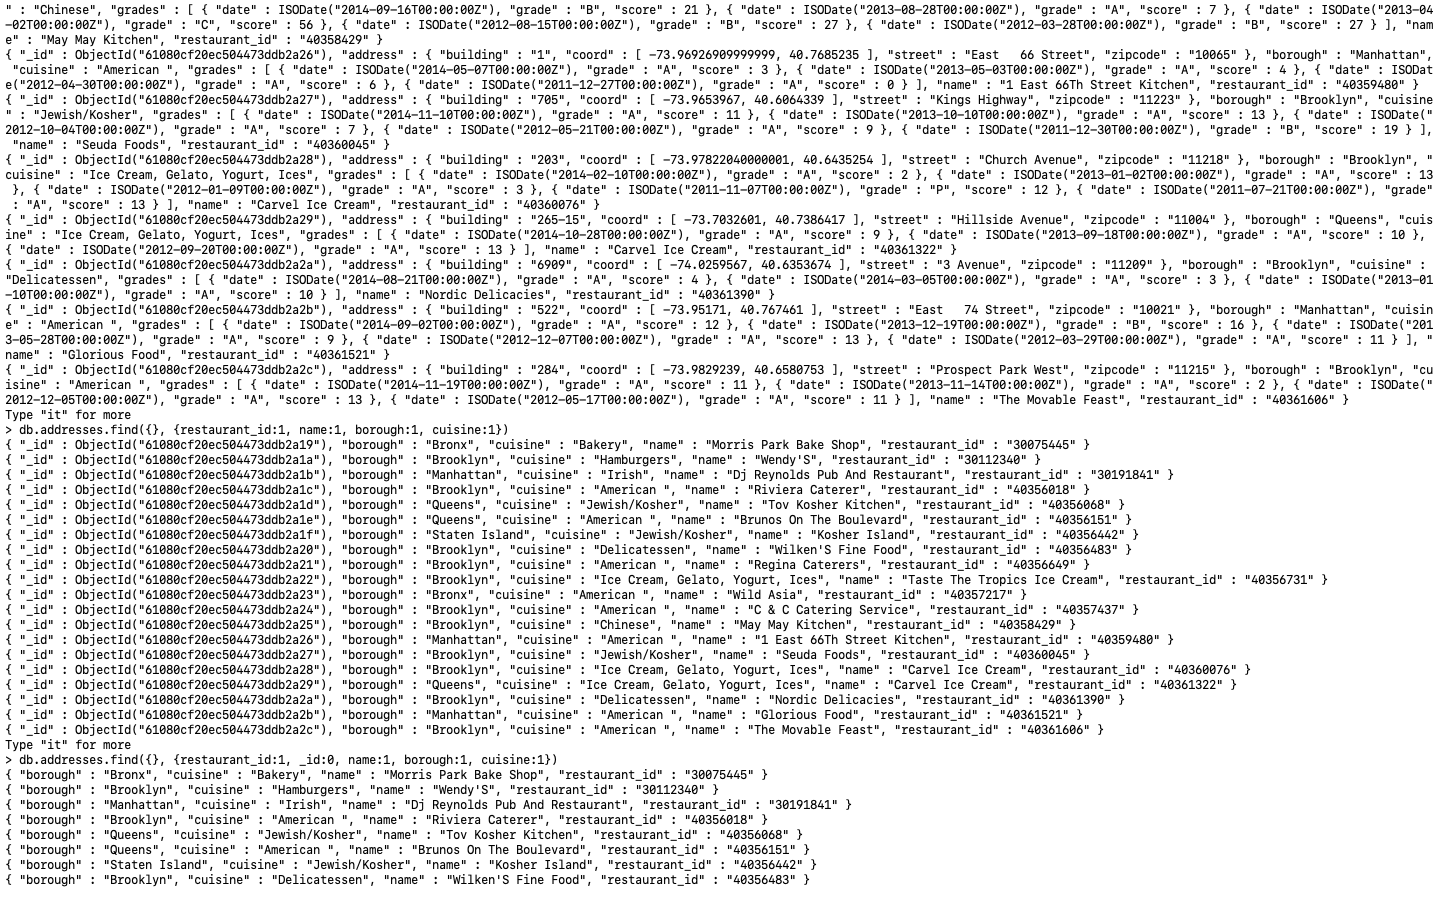 " : "Chinese", "grades" : [ { "date" : ISODate("2014-09-16T00:00:00Z"), "grade" : "B", "score" : 21 }, { "date" : ISODate("2013-08-28T00:00:00Z"), "grade" : "A", "score" : 7 }, { "date" : ISODate("2013-04
-02T00:00:00Z"), "grade" : "C", "score" : 56 }, { "date" : ISODate("2012-08-15T00:00:00Z"), "grade" : "B", "score" : 27 }, { "date" : ISODate("2012-03-28T00:00:00Z"), "grade" : "B", "score" : 27 } ], "nam
e" : "May May Kitchen", "restaurant_id" : "40358429" }
{ "_id" : ObjectId("61080cf20ec504473ddb2a26"), "address" : { "building" : "1", "coord" : [ -73.96926909999999, 40.7685235 ], "street" : "East   66 Street", "zipcode" : "10065" }, "borough" : "Manhattan",
 "cuisine" : "American ", "grades" : [ { "date" : ISODate("2014-05-07T00:00:00Z"), "grade" : "A", "score" : 3 }, { "date" : ISODate("2013-05-03T00:00:00Z"), "grade" : "A", "score" : 4 }, { "date" : ISODat
e("2012-04-30T00:00:00Z"), "grade" : "A", "score" : 6 }, { "date" : ISODate("2011-12-27T00:00:00Z"), "grade" : "A", "score" : 0 } ], "name" : "1 East 66Th Street Kitchen", "restaurant_id" : "40359480" }
{ "_id" : ObjectId("61080cf20ec504473ddb2a27"), "address" : { "building" : "705", "coord" : [ -73.9653967, 40.6064339 ], "street" : "Kings Highway", "zipcode" : "11223" }, "borough" : "Brooklyn", "cuisine
" : "Jewish/Kosher", "grades" : [ { "date" : ISODate("2014-11-10T00:00:00Z"), "grade" : "A", "score" : 11 }, { "date" : ISODate("2013-10-10T00:00:00Z"), "grade" : "A", "score" : 13 }, { "date" : ISODate("
2012-10-04T00:00:00Z"), "grade" : "A", "score" : 7 }, { "date" : ISODate("2012-05-21T00:00:00Z"), "grade" : "A", "score" : 9 }, { "date" : ISODate("2011-12-30T00:00:00Z"), "grade" : "B", "score" : 19 } ],
 "name" : "Seuda Foods", "restaurant_id" : "40360045" }
{ "_id" : ObjectId("61080cf20ec504473ddb2a28"), "address" : { "building" : "203", "coord" : [ -73.97822040000001, 40.6435254 ], "street" : "Church Avenue", "zipcode" : "11218" }, "borough" : "Brooklyn", "
cuisine" : "Ice Cream, Gelato, Yogurt, Ices", "grades" : [ { "date" : ISODate("2014-02-10T00:00:00Z"), "grade" : "A", "score" : 2 }, { "date" : ISODate("2013-01-02T00:00:00Z"), "grade" : "A", "score" : 13
 }, { "date" : ISODate("2012-01-09T00:00:00Z"), "grade" : "A", "score" : 3 }, { "date" : ISODate("2011-11-07T00:00:00Z"), "grade" : "P", "score" : 12 }, { "date" : ISODate("2011-07-21T00:00:00Z"), "grade"
 : "A", "score" : 13 } ], "name" : "Carvel Ice Cream", "restaurant_id" : "40360076" }
{ "_id" : ObjectId("61080cf20ec504473ddb2a29"), "address" : { "building" : "265-15", "coord" : [ -73.7032601, 40.7386417 ], "street" : "Hillside Avenue", "zipcode" : "11004" }, "borough" : "Queens", "cuis
ine" : "Ice Cream, Gelato, Yogurt, Ices", "grades" : [ { "date" : ISODate("2014-10-28T00:00:00Z"), "grade" : "A", "score" : 9 }, { "date" : ISODate("2013-09-18T00:00:00Z"), "grade" : "A", "score" : 10 },
{ "date" : ISODate("2012-09-20T00:00:00Z"), "grade" : "A", "score" : 13 } ], "name" : "Carvel Ice Cream", "restaurant_id" : "40361322" }
{ "_id" : ObjectId("61080cf20ec504473ddb2a2a"), "address" : { "building" : "6909", "coord" : [ -74.0259567, 40.6353674 ], "street" : "3 Avenue", "zipcode" : "11209" }, "borough" : "Brooklyn", "cuisine" :
"Delicatessen", "grades" : [ { "date" : ISODate("2014-08-21T00:00:00Z"), "grade" : "A", "score" : 4 }, { "date" : ISODate("2014-03-05T00:00:00Z"), "grade" : "A", "score" : 3 }, { "date" : ISODate("2013-01
-10T00:00:00Z"), "grade" : "A", "score" : 10 } ], "name" : "Nordic Delicacies", "restaurant_id" : "40361390" }
{ "_id" : ObjectId("61080cf20ec504473ddb2a2b"), "address" : { "building" : "522", "coord" : [ -73.95171, 40.767461 ], "street" : "East   74 Street", "zipcode" : "10021" }, "borough" : "Manhattan", "cuisin
e" : "American ", "grades" : [ { "date" : ISODate("2014-09-02T00:00:00Z"), "grade" : "A", "score" : 12 }, { "date" : ISODate("2013-12-19T00:00:00Z"), "grade" : "B", "score" : 16 }, { "date" : ISODate("201
3-05-28T00:00:00Z"), "grade" : "A", "score" : 9 }, { "date" : ISODate("2012-12-07T00:00:00Z"), "grade" : "A", "score" : 13 }, { "date" : ISODate("2012-03-29T00:00:00Z"), "grade" : "A", "score" : 11 } ], "
name" : "Glorious Food", "restaurant_id" : "40361521" }
{ "_id" : ObjectId("61080cf20ec504473ddb2a2c"), "address" : { "building" : "284", "coord" : [ -73.9829239, 40.6580753 ], "street" : "Prospect Park West", "zipcode" : "11215" }, "borough" : "Brooklyn", "cu
isine" : "American ", "grades" : [ { "date" : ISODate("2014-11-19T00:00:00Z"), "grade" : "A", "score" : 11 }, { "date" : ISODate("2013-11-14T00:00:00Z"), "grade" : "A", "score" : 2 }, { "date" : ISODate("
2012-12-05T00:00:00Z"), "grade" : "A", "score" : 13 }, { "date" : ISODate("2012-05-17T00:00:00Z"), "grade" : "A", "score" : 11 } ], "name" : "The Movable Feast", "restaurant_id" : "40361606" }
Type "it" for more
> db.addresses.find({}, {restaurant_id:1, name:1, borough:1, cuisine:1})
{ "_id" : ObjectId("61080cf20ec504473ddb2a19"), "borough" : "Bronx", "cuisine" : "Bakery", "name" : "Morris Park Bake Shop", "restaurant_id" : "30075445" }
{ "_id" : ObjectId("61080cf20ec504473ddb2a1a"), "borough" : "Brooklyn", "cuisine" : "Hamburgers", "name" : "Wendy'S", "restaurant_id" : "30112340" }
{ "_id" : ObjectId("61080cf20ec504473ddb2a1b"), "borough" : "Manhattan", "cuisine" : "Irish", "name" : "Dj Reynolds Pub And Restaurant", "restaurant_id" : "30191841" }
{ "_id" : ObjectId("61080cf20ec504473ddb2a1c"), "borough" : "Brooklyn", "cuisine" : "American ", "name" : "Riviera Caterer", "restaurant_id" : "40356018" }
{ "_id" : ObjectId("61080cf20ec504473ddb2a1d"), "borough" : "Queens", "cuisine" : "Jewish/Kosher", "name" : "Tov Kosher Kitchen", "restaurant_id" : "40356068" }
{ "_id" : ObjectId("61080cf20ec504473ddb2a1e"), "borough" : "Queens", "cuisine" : "American ", "name" : "Brunos On The Boulevard", "restaurant_id" : "40356151" }
{ "_id" : ObjectId("61080cf20ec504473ddb2a1f"), "borough" : "Staten Island", "cuisine" : "Jewish/Kosher", "name" : "Kosher Island", "restaurant_id" : "40356442" }
{ "_id" : ObjectId("61080cf20ec504473ddb2a20"), "borough" : "Brooklyn", "cuisine" : "Delicatessen", "name" : "Wilken'S Fine Food", "restaurant_id" : "40356483" }
{ "_id" : ObjectId("61080cf20ec504473ddb2a21"), "borough" : "Brooklyn", "cuisine" : "American ", "name" : "Regina Caterers", "restaurant_id" : "40356649" }
{ "_id" : ObjectId("61080cf20ec504473ddb2a22"), "borough" : "Brooklyn", "cuisine" : "Ice Cream, Gelato, Yogurt, Ices", "name" : "Taste The Tropics Ice Cream", "restaurant_id" : "40356731" }
{ "_id" : ObjectId("61080cf20ec504473ddb2a23"), "borough" : "Bronx", "cuisine" : "American ", "name" : "Wild Asia", "restaurant_id" : "40357217" }
{ "_id" : ObjectId("61080cf20ec504473ddb2a24"), "borough" : "Brooklyn", "cuisine" : "American ", "name" : "C & C Catering Service", "restaurant_id" : "40357437" }
{ "_id" : ObjectId("61080cf20ec504473ddb2a25"), "borough" : "Brooklyn", "cuisine" : "Chinese", "name" : "May May Kitchen", "restaurant_id" : "40358429" }
{ "_id" : ObjectId("61080cf20ec504473ddb2a26"), "borough" : "Manhattan", "cuisine" : "American ", "name" : "1 East 66Th Street Kitchen", "restaurant_id" : "40359480" }
{ "_id" : ObjectId("61080cf20ec504473ddb2a27"), "borough" : "Brooklyn", "cuisine" : "Jewish/Kosher", "name" : "Seuda Foods", "restaurant_id" : "40360045" }
{ "_id" : ObjectId("61080cf20ec504473ddb2a28"), "borough" : "Brooklyn", "cuisine" : "Ice Cream, Gelato, Yogurt, Ices", "name" : "Carvel Ice Cream", "restaurant_id" : "40360076" }
{ "_id" : ObjectId("61080cf20ec504473ddb2a29"), "borough" : "Queens", "cuisine" : "Ice Cream, Gelato, Yogurt, Ices", "name" : "Carvel Ice Cream", "restaurant_id" : "40361322" }
{ "_id" : ObjectId("61080cf20ec504473ddb2a2a"), "borough" : "Brooklyn", "cuisine" : "Delicatessen", "name" : "Nordic Delicacies", "restaurant_id" : "40361390" }
{ "_id" : ObjectId("61080cf20ec504473ddb2a2b"), "borough" : "Manhattan", "cuisine" : "American ", "name" : "Glorious Food", "restaurant_id" : "40361521" }
{ "_id" : ObjectId("61080cf20ec504473ddb2a2c"), "borough" : "Brooklyn", "cuisine" : "American ", "name" : "The Movable Feast", "restaurant_id" : "40361606" }
Type "it" for more
> db.addresses.find({}, {restaurant_id:1, _id:0, name:1, borough:1, cuisine:1})
{ "borough" : "Bronx", "cuisine" : "Bakery", "name" : "Morris Park Bake Shop", "restaurant_id" : "30075445" }
{ "borough" : "Brooklyn", "cuisine" : "Hamburgers", "name" : "Wendy'S", "restaurant_id" : "30112340" }
{ "borough" : "Manhattan", "cuisine" : "Irish", "name" : "Dj Reynolds Pub And Restaurant", "restaurant_id" : "30191841" }
{ "borough" : "Brooklyn", "cuisine" : "American ", "name" : "Riviera Caterer", "restaurant_id" : "40356018" }
{ "borough" : "Queens", "cuisine" : "Jewish/Kosher", "name" : "Tov Kosher Kitchen", "restaurant_id" : "40356068" }
{ "borough" : "Queens", "cuisine" : "American ", "name" : "Brunos On The Boulevard", "restaurant_id" : "40356151" }
{ "borough" : "Staten Island", "cuisine" : "Jewish/Kosher", "name" : "Kosher Island", "restaurant_id" : "40356442" }
{ "borough" : "Brooklyn", "cuisine" : "Delicatessen", "name" : "Wilken'S Fine Food", "restaurant_id" : "40356483" }